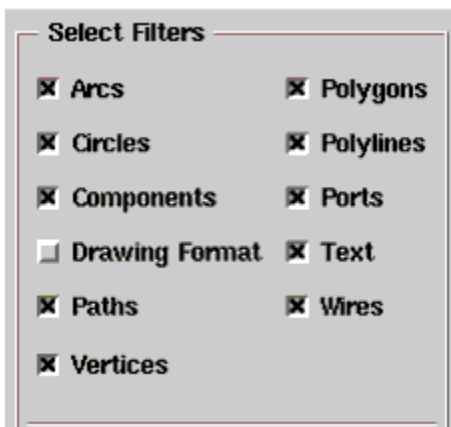 Select Filters
Arcs Polygons
Circles Polylines
Components Ports
Drawing Format Text
Paths Wires
Vertices